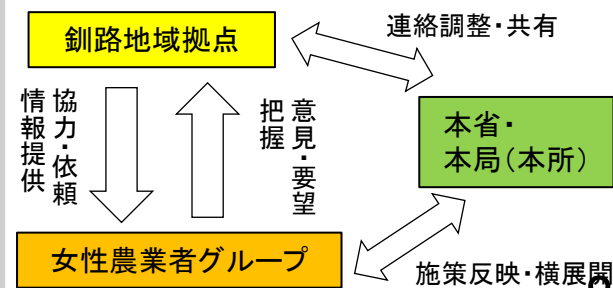 釧路地域拠点
連絡調整・共有
情報提供
協力・依頼
把握
意見・要望
本省・
本局(本所)
女性農業者グループ
施策反映・横展開